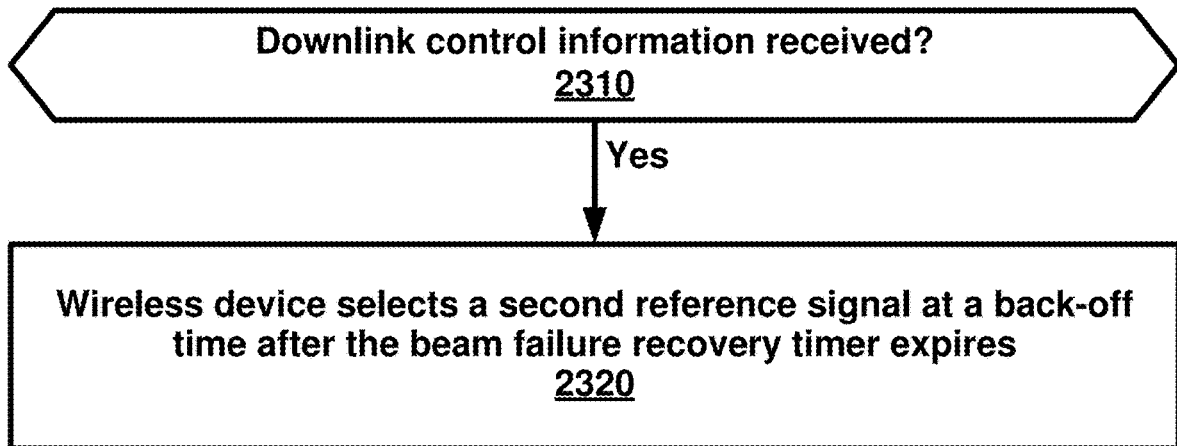 Downlink control information received?
2310
Yes
Wireless device selects a second reference signal at a back-off
time after the beam failure recovery timer expires
2320